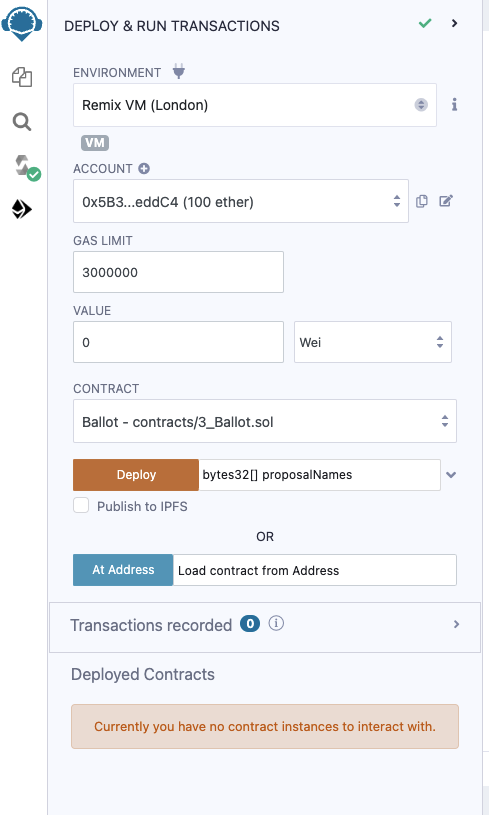 DEPLOY & RUN TRANSACTIONS
ENVIRONMENT
Remix VM (London)
VM
ACCOUNT
0x5B3...eddC4 (100 ether)
GAS LIMIT
3000000
VALUE
0 Wei
CONTRACT
Ballot - contracts/3_Ballot.sol
Deploy bytes32[] proposalNames
Publish to IPFS
OR
At Address Load contract from Address
Transactions recorded 0
Deployed Contracts
Currently you have no contract instances to interact with.